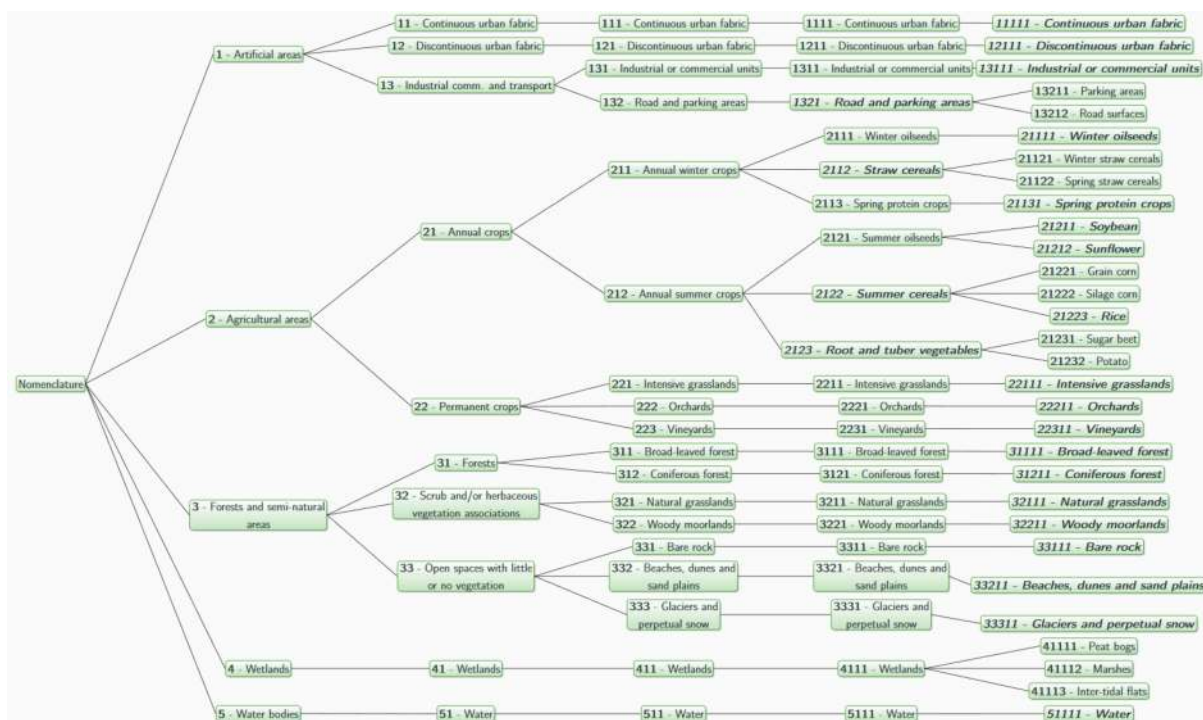 Nomenclature
1 - Artificial areas
11 - Continuous urban fabric
111 - Continuous urban fabric
1111 - Continuous urban fabric
11111 - Continuous urban fabric
12 - Discontinuous urban fabric
121 - Discontinuous urban fabric
1211 - Discontinuous urban fabric
12111 - Discontinuous urban fabric
13 - Industrial comm. and transport
131 - Industrial or commercial units
1311 - Industrial or commercial units
13111 - Industrial or commercial units
132 - Road and parking areas
1321 - Road and parking areas
13211 - Parking areas
13212 - Road surfaces
2 - Agricultural areas
21 - Annual crops
211 - Annual winter crops
2111 - Winter oilseeds
21111 - Winter oilseeds
2112 - Straw cereals
21121 - Winter straw cereals
21122 - Spring straw cereals
2113 - Spring protein crops
21131 - Spring protein crops
212 - Annual summer crops
2121 - Summer oilseeds
21211 - Soybean
21212 - Sunflower
2122 - Summer cereals
21221 - Grain corn
21222 - Silage corn
21223 - Rice
2123 - Root and tuber vegetables
21231 - Sugar beet
21232 - Potato
22 - Permanent crops
221 - Intensive grasslands
2211 - Intensive grasslands
22111 - Intensive grasslands
222 - Orchards
2221 - Orchards
22211 - Orchards
223 - Vineyards
2231 - Vineyards
22311 - Vineyards
3 - Forests and semi-natural
areas
31 - Forests
311 - Broad-leaved forest
3111 - Broad-leaved forest
31111 - Broad-leaved forest
312 - Coniferous forest
3121 - Coniferous forest
31211 - Coniferous forest
32 - Scrub and/or herbaceous
vegetation associations
321 - Natural grasslands
3211 - Natural grasslands
32111 - Natural grasslands
322 - Woody moorlands
3221 - Woody moorlands
32211 - Woody moorlands
33 - Open spaces with little
or no vegetation
331 - Bare rock
3311 - Bare rock
33111 - Bare rock
332 - Beaches, dunes and
sand plains
3321 - Beaches, dunes and
sand plains
33211 - Beaches, dunes and sand plains
333 - Glaciers and
perpetual snow
3331 - Glaciers and
perpetual snow
33311 - Glaciers and perpetual snow
4 - Wetlands
41 - Wetlands
411 - Wetlands
4111 - Wetlands
41111 - Peat bogs
41112 - Marshes
41113 - Inter-tidal flats
5 - Water bodies
51 - Water
511 - Water
5111 - Water
51111 - Water